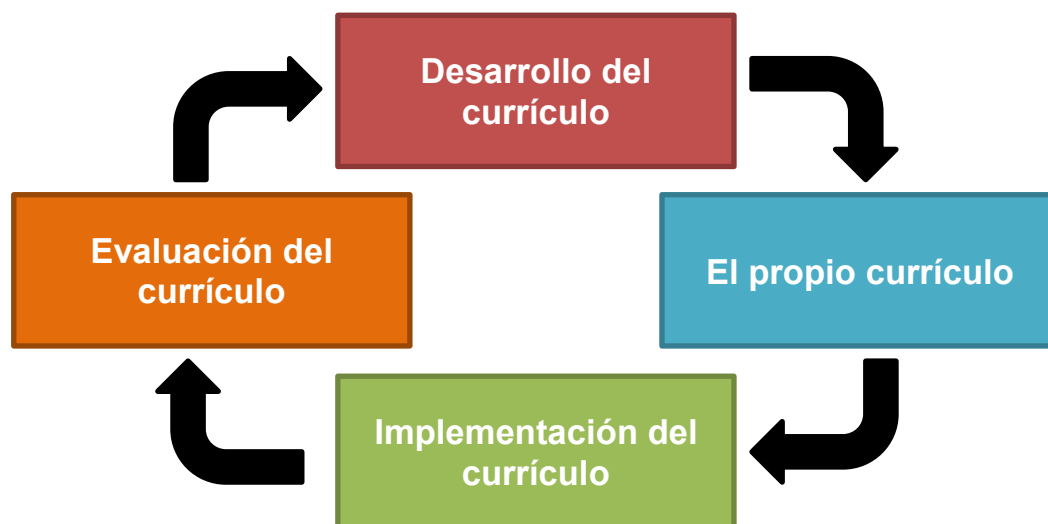 Desarrollo del
currículo
Evaluación del
currículo
El propio currículo
Implementación del
currículo